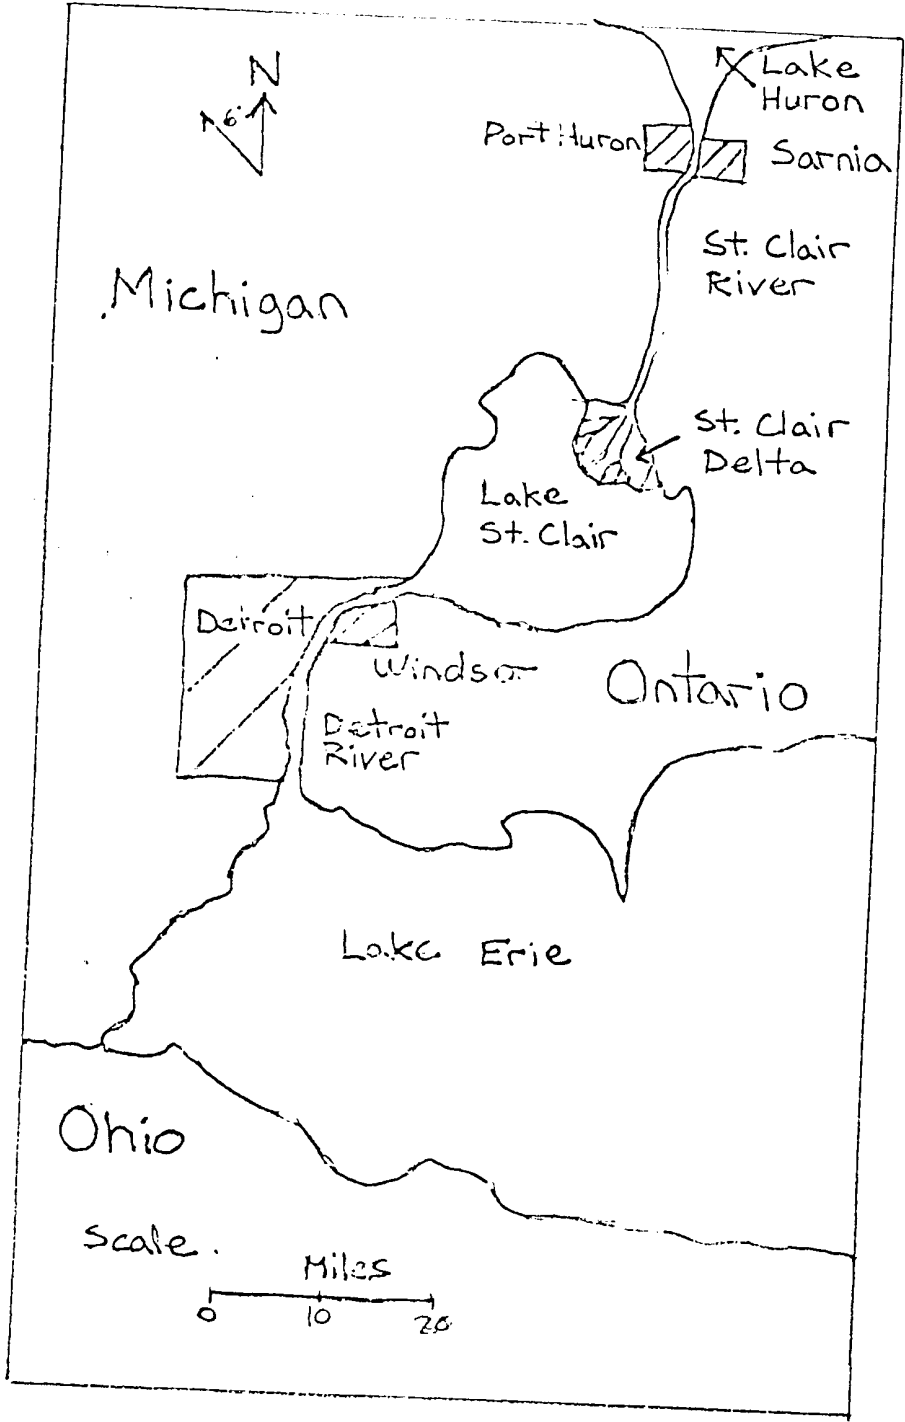 N
6°
Lake
Huron
Port Huron
Sarnia
St. Clair
River
Michigan
St. Clair
Delta
Lake
St. Clair
Detroit
Windsor
Ontario
Detroit
River
Lake Erie
Ohio
Scale.
Miles
0 10 20